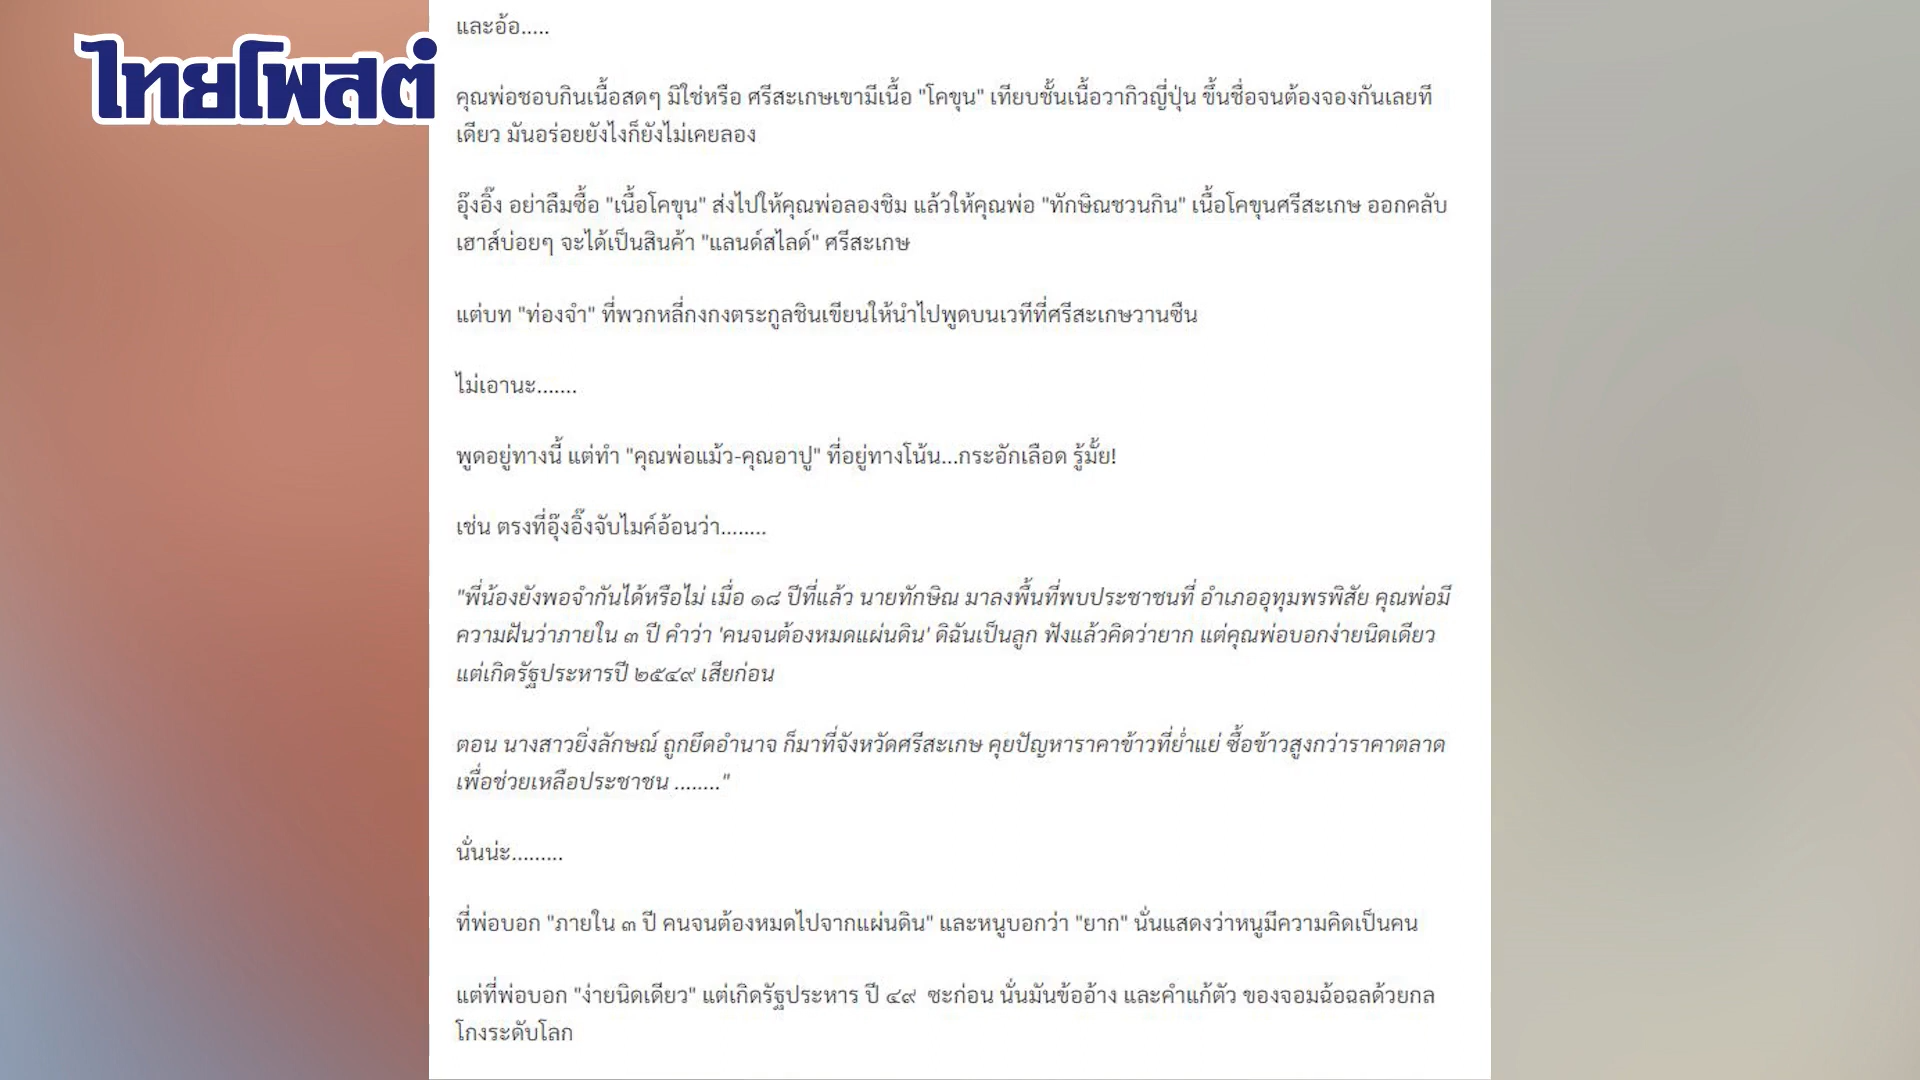 ไทยโพสต์
และอ้อ.....
คุณพ่อชอบกินเนื้อสดๆ มิใช่หรือ ศรีสะเกษเขามีเนื้อ "โคขุน" เทียบชั้นเนื้อวากิวญี่ปุ่น ขึ้นชื่อจนต้องจองกันเลยที
เดียว มันอร่อยยังไงก็ยังไม่เคยลอง
อุ๊งอิ๊ง อย่าลืมซื้อ "เนื้อโคขุน" ส่งไปให้คุณพ่อลองชิม แล้วให้คุณพ่อ "ทักษิณชวนกิน" เนื้อโคขุนศรีสะเกษ ออกคลับ
เฮาส์บ่อยๆ จะได้เป็นสินค้า "แลนด์สไลด์" ศรีสะเกษ
แต่บท "ท่องจำ" ที่พวกหลี่กงกงตระกูลชินเขียนให้นำไปพูดบนเวทีที่ศรีสะเกษวานซืน
ไม่เอานะ.......
พูดอยู่ทางนี้ แต่ทำ "คุณพ่อแม้ว-คุณอาปู" ที่อยู่ทางโน้น...กระอักเลือด รู้มั้ย!
เช่น ตรงที่อุ๊งอิ๊งจับไมค์อ้อนว่า........
"พี่น้องยังพอจำกันได้หรือไม่ เมื่อ ๑๘ ปีที่แล้ว นายทักษิณ มาลงพื้นที่พบประชาชนที่ อำเภออุทุมพรพิสัย คุณพ่อมี
ความฝันว่าภายใน ๓ ปี คำว่า 'คนจนต้องหมดแผ่นดิน' ดิฉันเป็นลูก ฟังแล้วคิดว่ายาก แต่คุณพ่อบอกง่ายนิดเดียว
แต่เกิดรัฐประหารปี ๒๕๔๙ เสียก่อน
ตอน นางสาวยิ่งลักษณ์ ถูกยึดอำนาจ ก็มาที่จังหวัดศรีสะเกษ คุยปัญหาราคาข้าวที่ย่ำแย่ ซื้อข้าวสูงกว่าราคาตลาด
เพื่อช่วยเหลือประชาชน ........"
นั่นน่ะ.........
ที่พ่อบอก "ภายใน ๓ ปี คนจนต้องหมดไปจากแผ่นดิน" และหนูบอกว่า "ยาก" นั่นแสดงว่าหนูมีความคิดเป็นคน
แต่ที่พ่อบอก "ง่ายนิดเดียว" แต่เกิดรัฐประหาร ปี ๔๙ ซะก่อน นั่นมันข้ออ้าง และคำแก้ตัว ของจอมฉ้อฉลด้วยกล
โกงระดับโลก